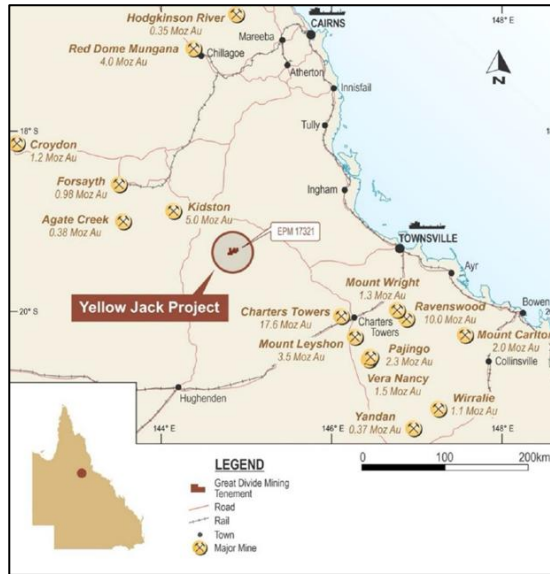 Hodgkinson River
0.35 Moz Au
CAIRNS
148° E
Mareeba
Red Dome Mungana
4.0 Moz Au
Chillagoe
Atherton
N
Innisfail
18° S
Tully
Croydon
1.2 Moz Au
Forsayth
0.98 Moz Au
Kidston
5.0 Moz Au
Ingham
Agate Creek
0.38 Moz Au
EPM 17321
TOWNSVILLE
Ayr
Yellow Jack Project
Mount Wright
1.3 Moz Au
Bowen
20° S
Charters Towers
17.6 Moz Au
Charters
Towers
Ravenswood
10.0 Moz Au
Mount Carlton
2.0 Moz Au
Mount Leyshon
3.5 Moz Au
Pajingo
2.3 Moz Au
Collinsville
Vera Nancy
1.5 Moz Au
Hughenden
Wirralie
1.1 Moz Au
Yandan
0.37 Moz Au
144° E
146° E
148° E
0
100
200km
LEGEND
Great Divide Mining
Tenement
Road
Rail
Town
Major Mine